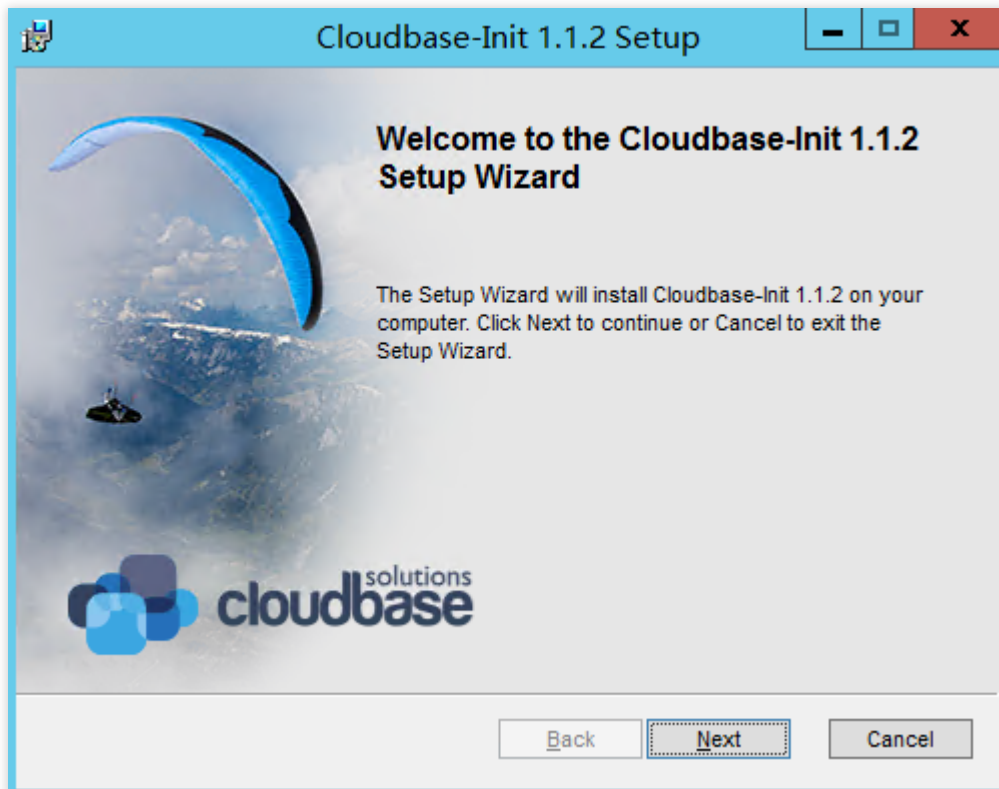 Cloudbase-Init 1.1.2 Setup
Welcome to the Cloudbase-Init 1.1.2
Setup Wizard
The Setup Wizard will install Cloudbase-Init 1.1.2 on your
computer. Click Next to continue or Cancel to exit the
Setup Wizard.
solutions
cloudbase
Back
Next
Cancel